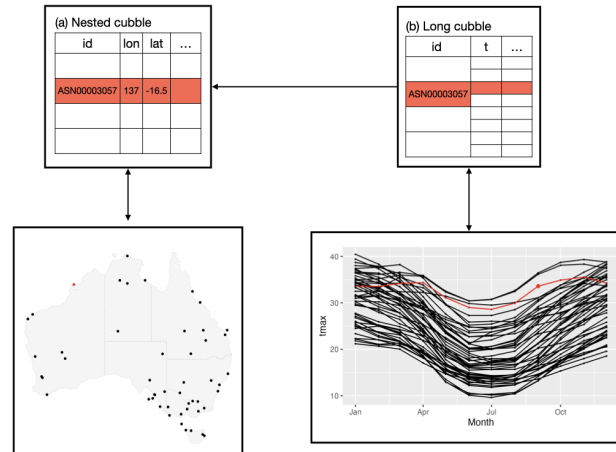 (a) Nested cubble
id lon lat ...
ASN00003057 137 -16.5
(b) Long cubble
id t ...
ASN00003057
40
30
20
10
tmax
Jan Apr Jul Oct
Month